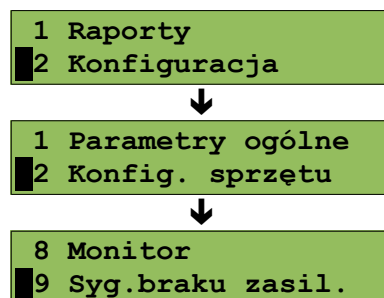 1 Raporty
2 Konfiguracja
1 Parametry ogólne
2 Konfig. sprzętu
8 Monitor
9 Syg.braku zasil.